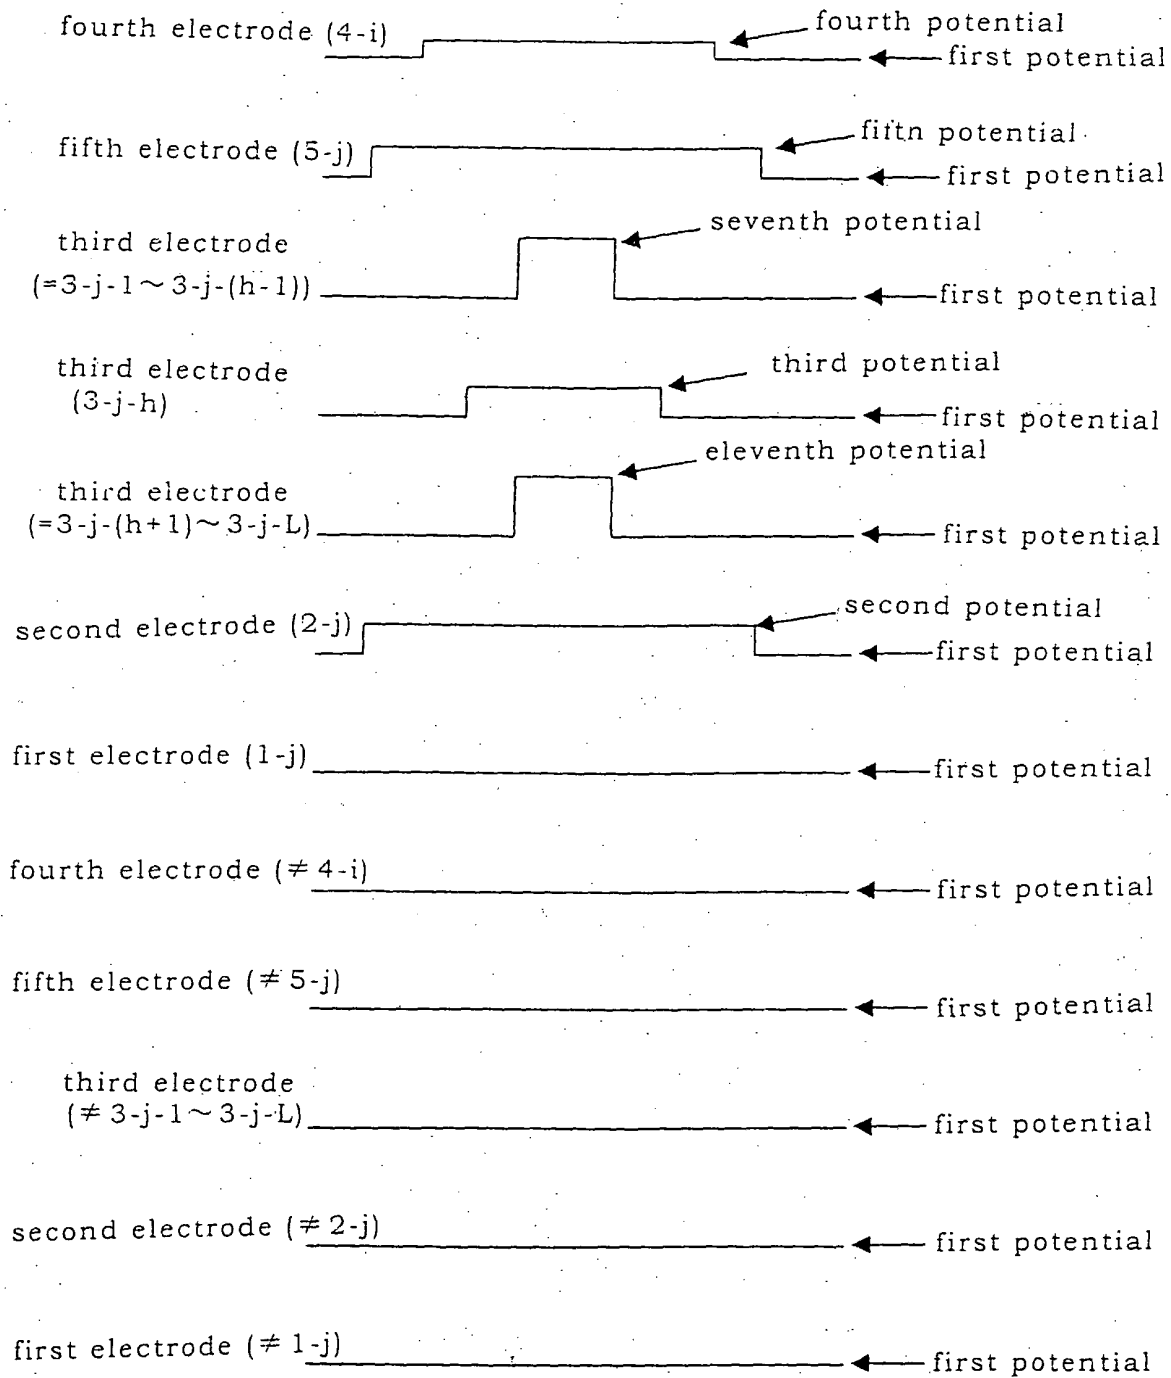 fourth electrode (4-i)
fourth potential
first potential
fifth electrode (5-j)
fiftn potential
first potential
third electrode
(=3-j-1～3-j-(h-1))
seventh potential
first potential
third electrode
(3-j-h)
third potential
first potential
third electrode
(=3-j-(h+1)～3-j-L)
eleventh potential
first potential
second electrode (2-j)
second potential
first potential
first electrode (1-j)
first potential
fourth electrode (≠ 4-i)
first potential
fifth electrode (≠ 5-j)
first potential
third electrode
(≠ 3-j-1～3-j-L)
first potential
second electrode (≠ 2-j)
first potential
first electrode (≠ 1-j)
first potential